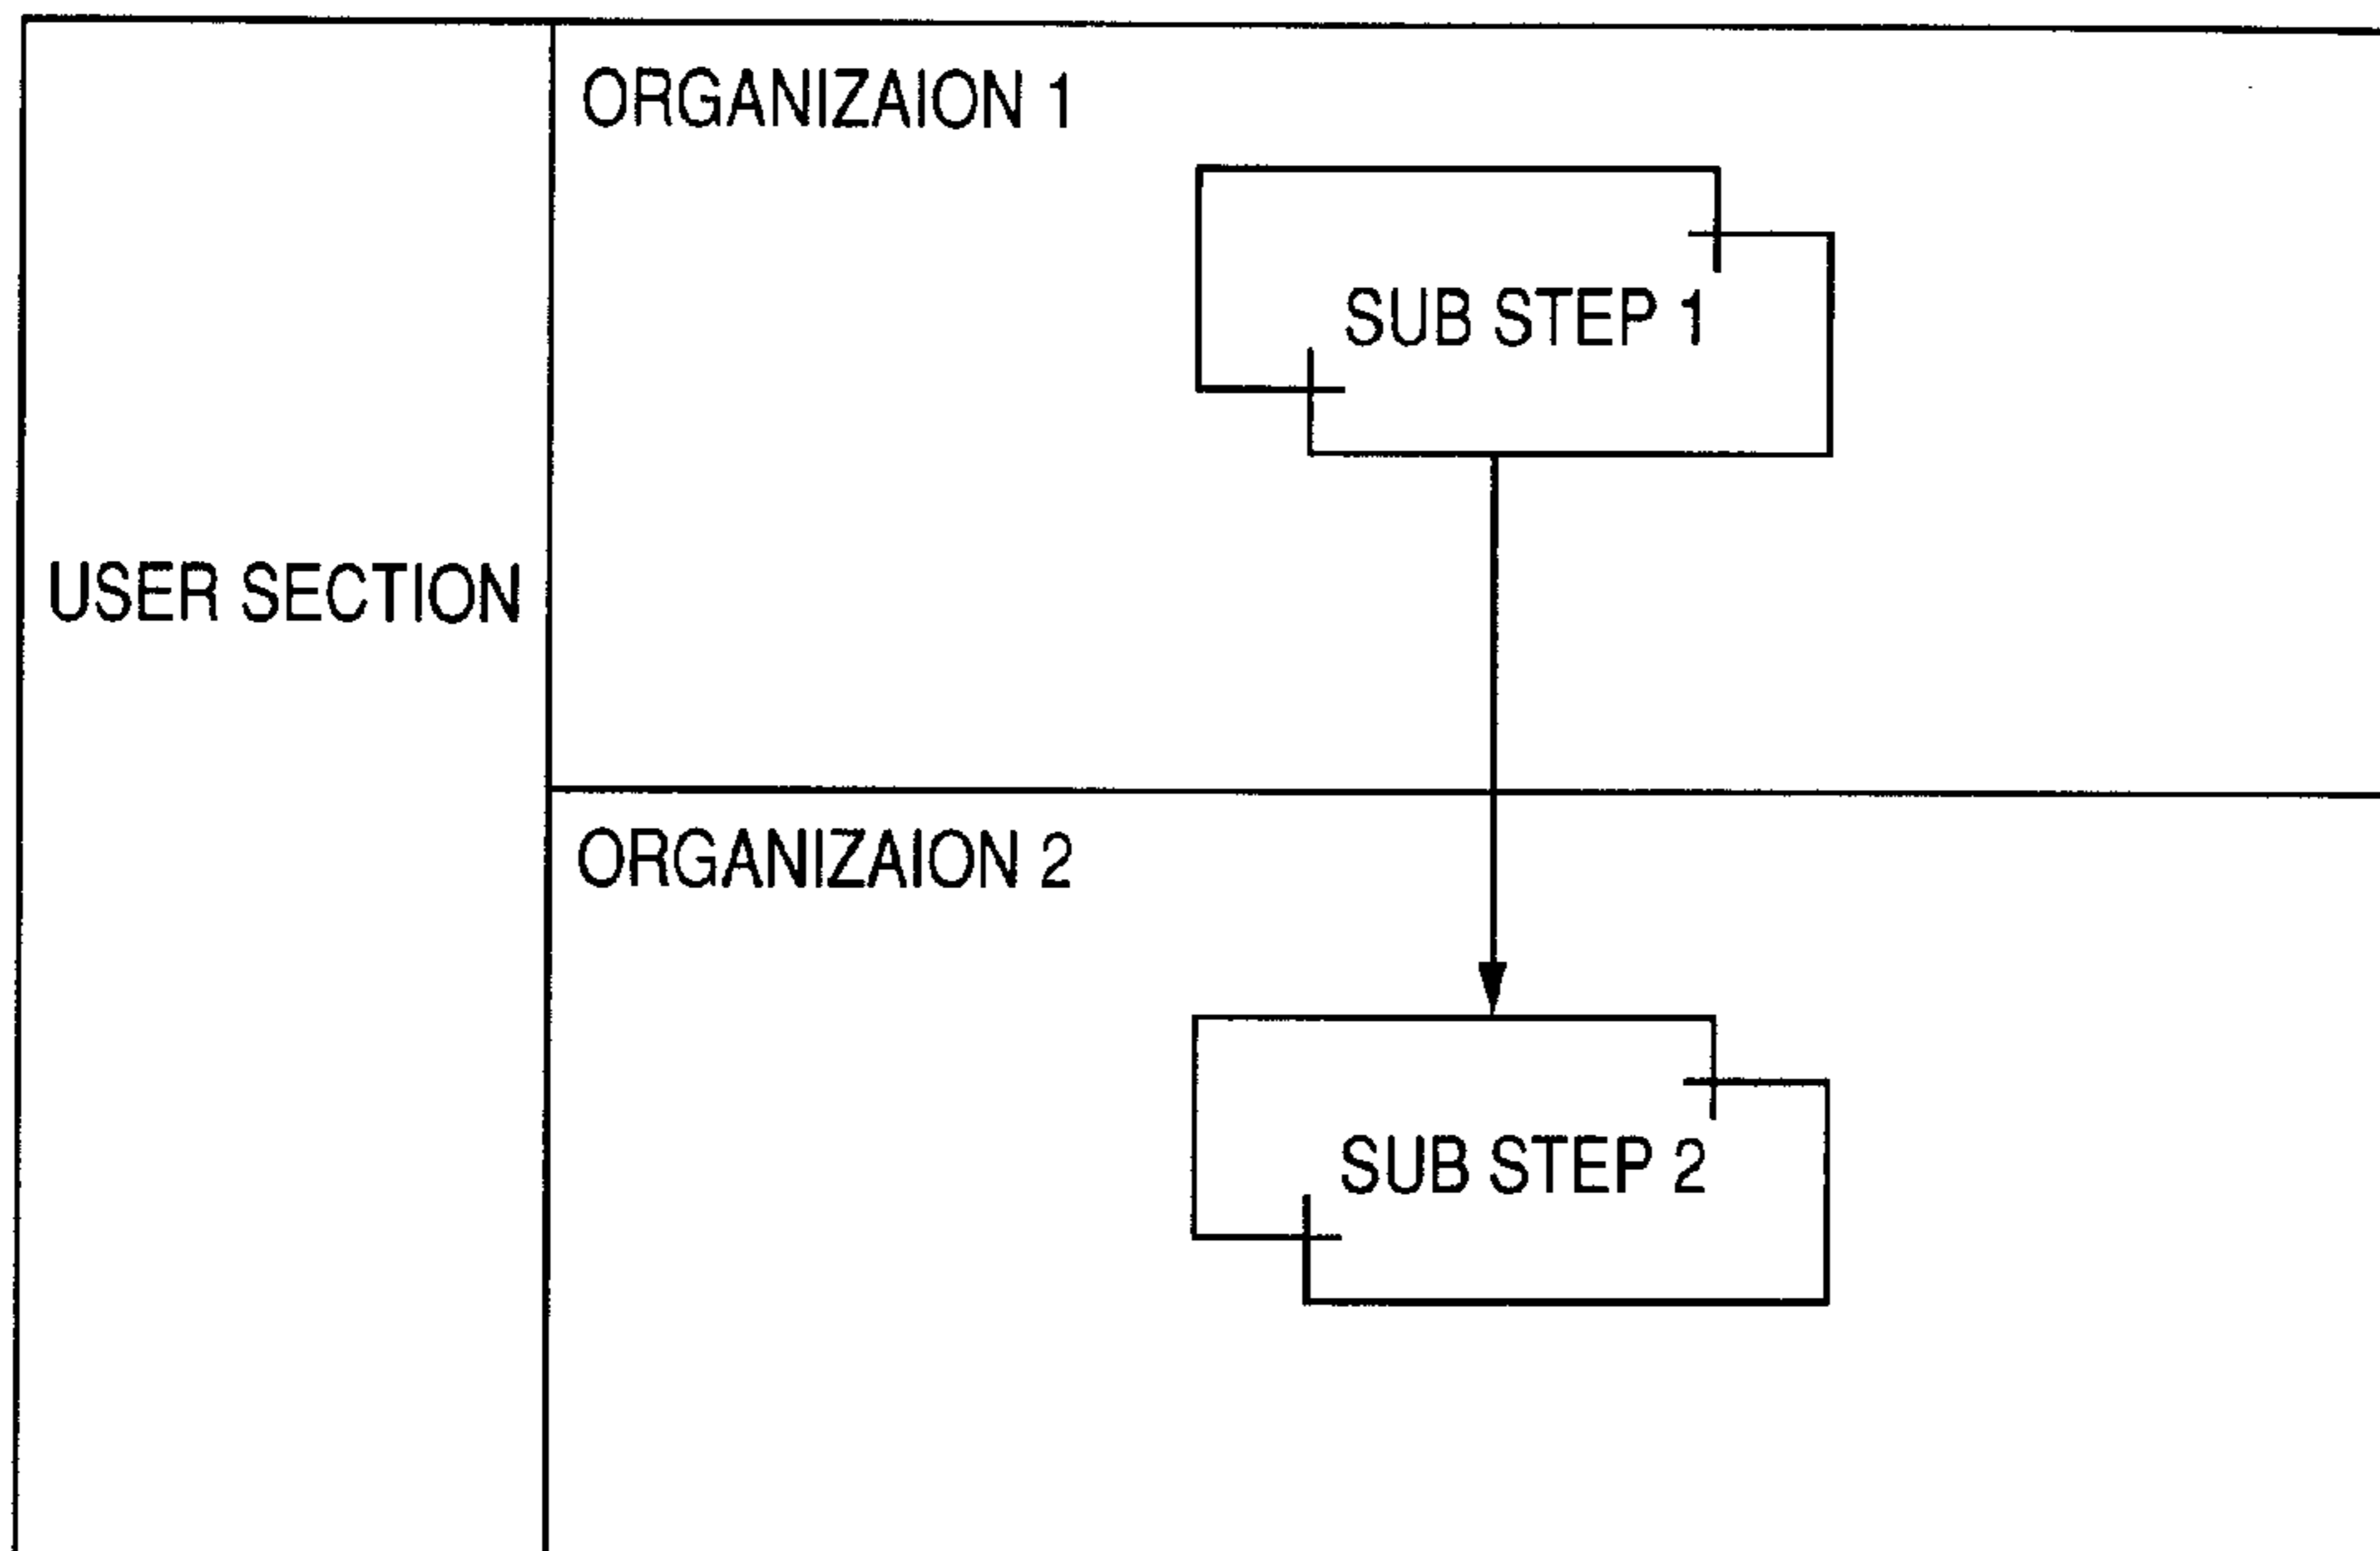 ORGANIZAION 1
SUB STEP 1
USER SECTION
ORGANIZAION 2
SUB STEP 2